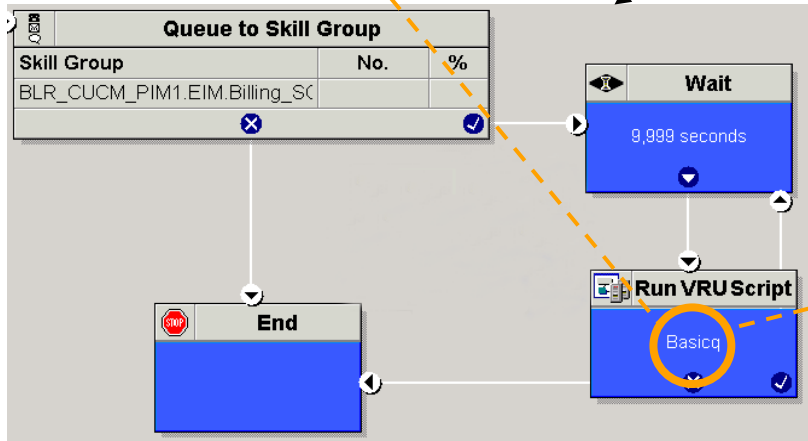 Queue to Skill Group
Skill Group No. %
BLR_CUCM_PIM1.EIM.Billing_S(
Wait
9,999 seconds
Run VRU Script
Basicq
STOP End